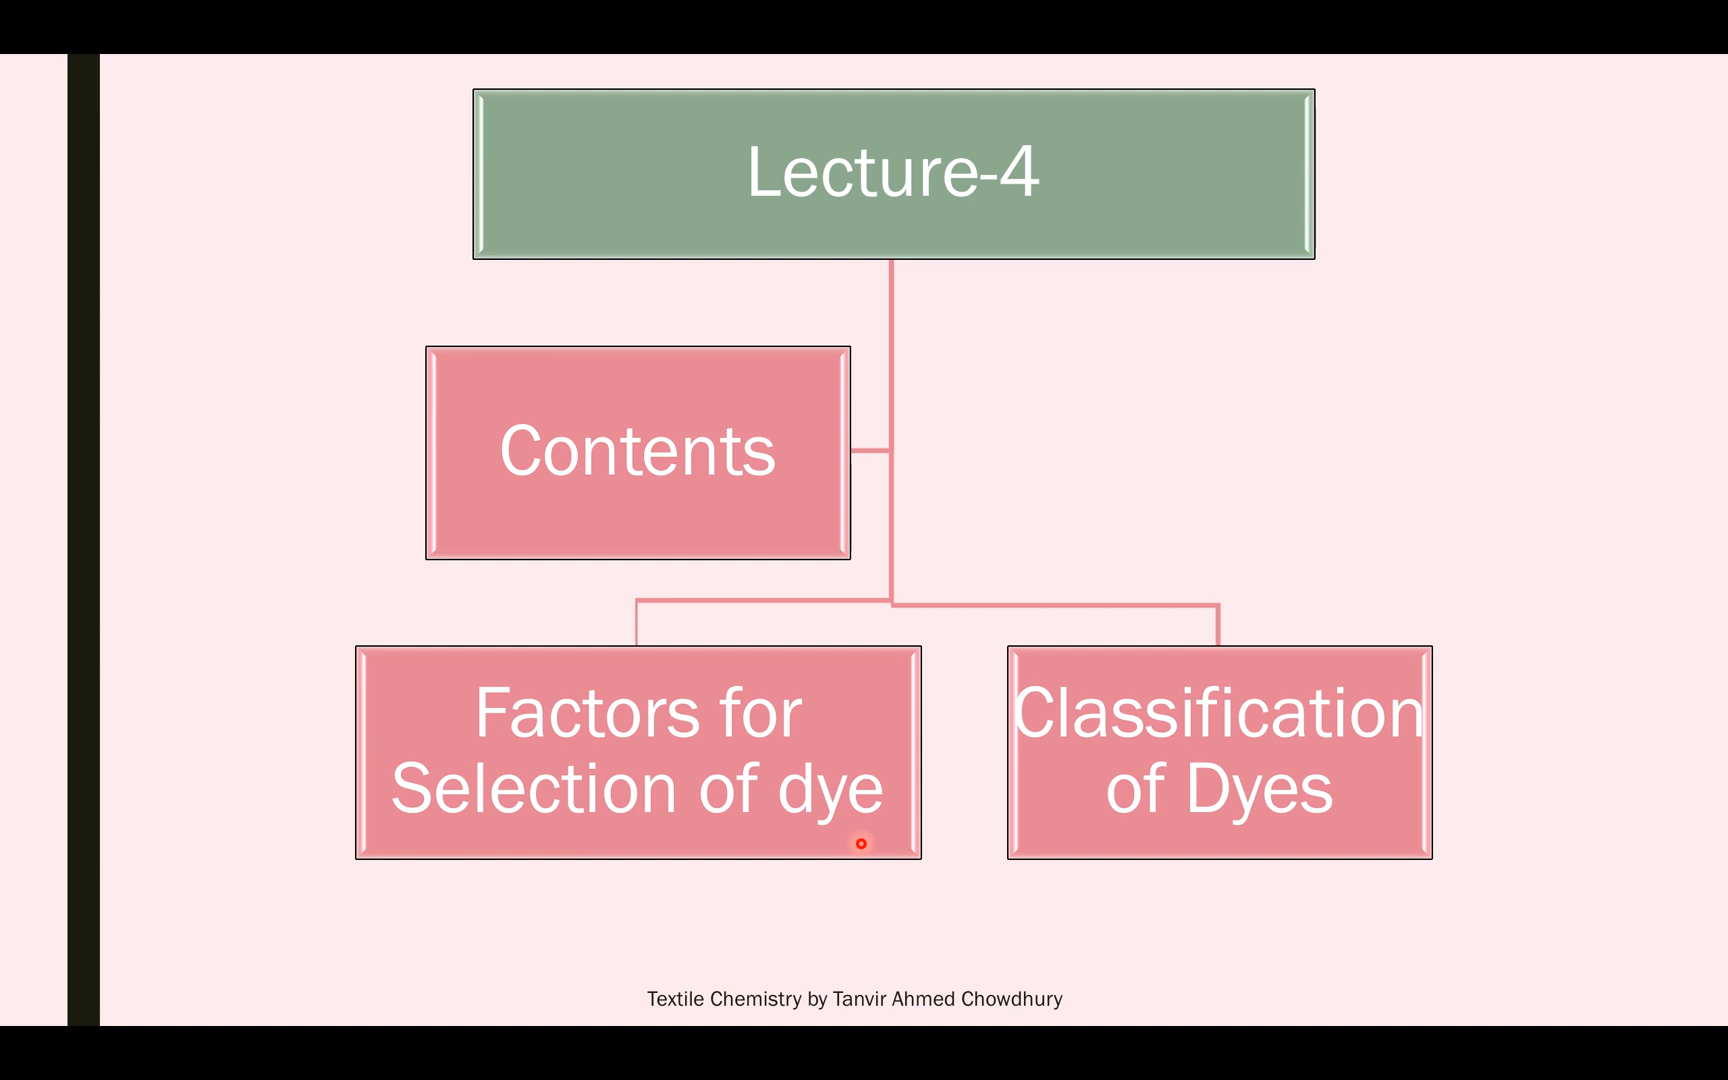 Lecture-4
Contents
Factors for
Selection of dye
Classification
of Dyes
Textile Chemistry by Tanvir Ahmed Chowdhury